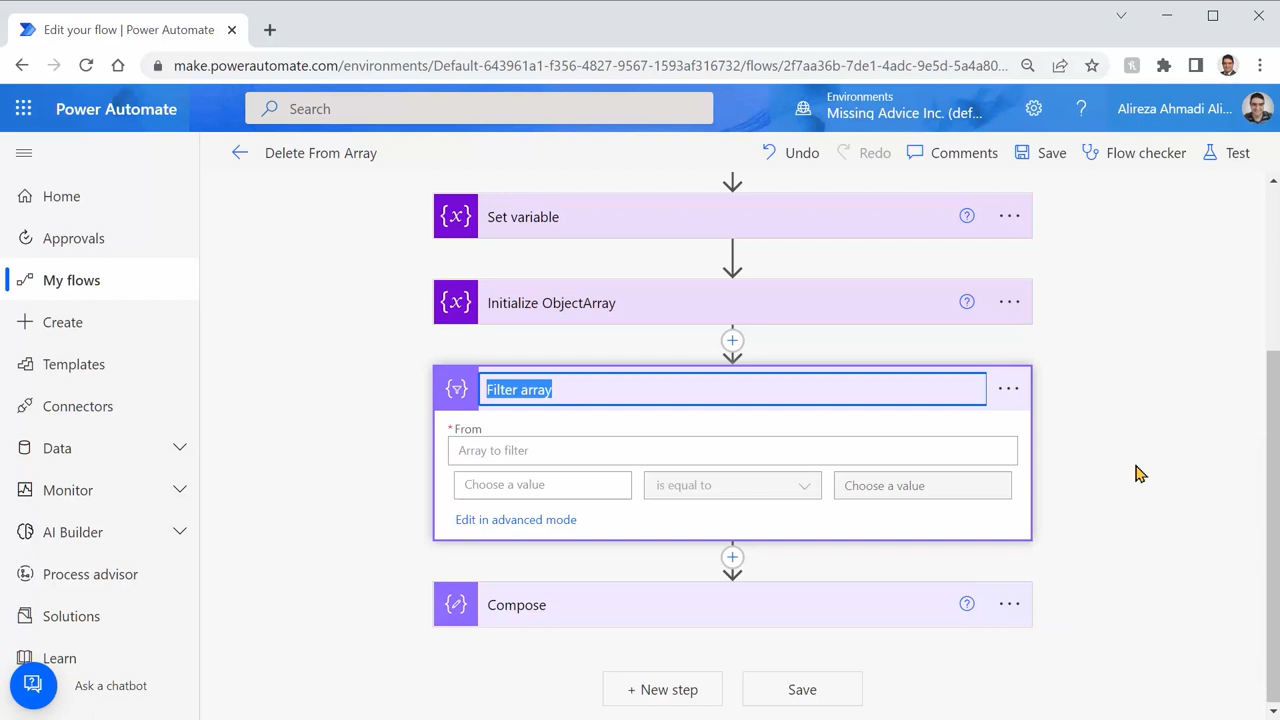 Edit your flow | Power Automate
make.powerautomate.com/environments/Default-643961a1-f356-4827-9567-1593af316732/flows/2f7aa36b-7de1-4adc-9e5d-5a4a80...
Power Automate
Search
Environments
Missing Advice Inc. (def...
Alireza Ahmadi Ali...
Delete From Array
Undo
Redo
Comments
Save
Flow checker
Test
Home
Approvals
My flows
Create
Templates
Connectors
Data
Monitor
AI Builder
Process advisor
Solutions
Learn
Ask a chatbot
{x} Set variable
{x} Initialize ObjectArray
Filter array
* From
Array to filter
Choose a value
is equal to
Choose a value
Edit in advanced mode
Compose
+ New step
Save